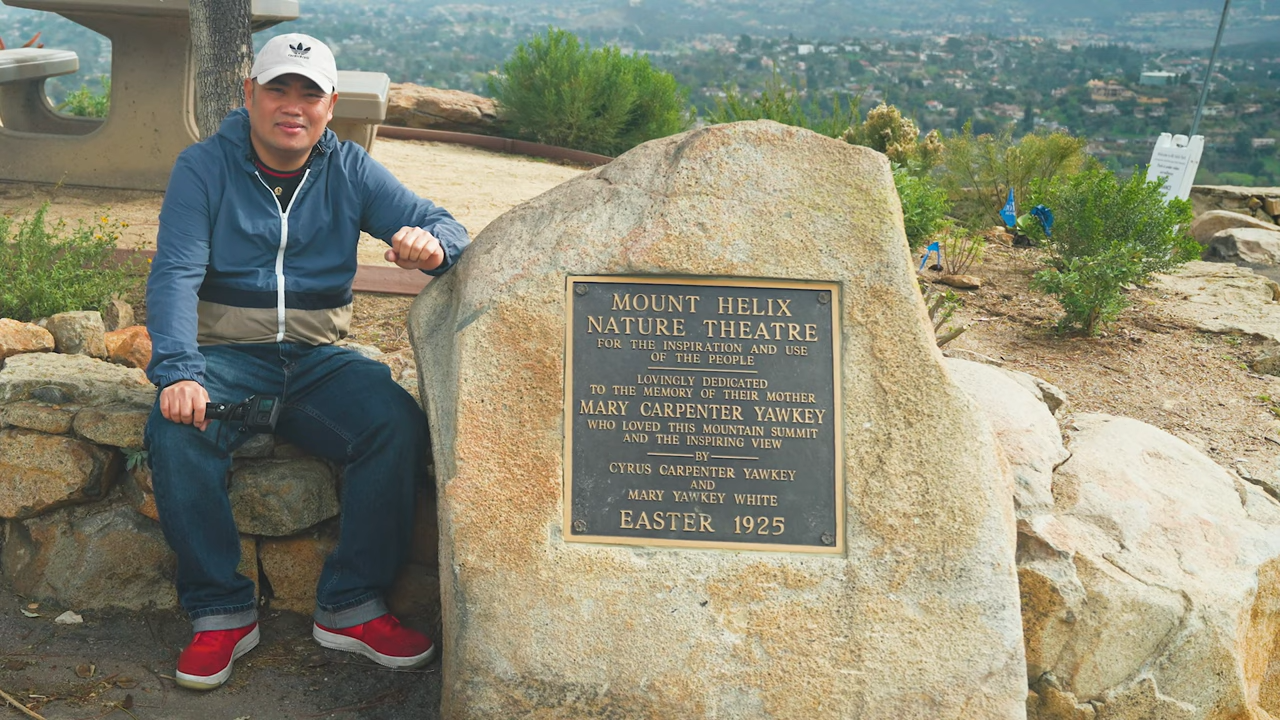 MOUNT HELIX
NATURE THEATRE
FOR THE INSPIRATION AND USE
OF THE PEOPLE
LOVINGLY DEDICATED
TO THE MEMORY OF THEIR MOTHER
MARY CARPENTER YAWKEY
WHO LOVED THIS MOUNTAIN SUMMIT
AND THE INSPIRING VIEW
BY
CYRUS CARPENTER YAWKEY
AND
MARY YAWKEY WHITE
EASTER 1925